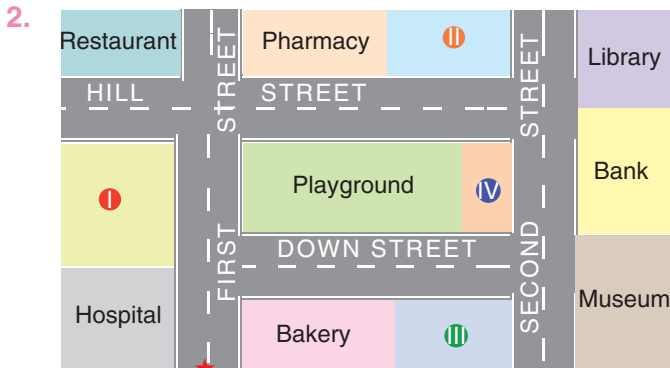 2.
Restaurant
Pharmacy
II
Library
HILL STREET
STREET
STREET
I
Playground
IV
Bank
DOWN STREET
FIRST
SECOND
Hospital
Bakery
III
Museum